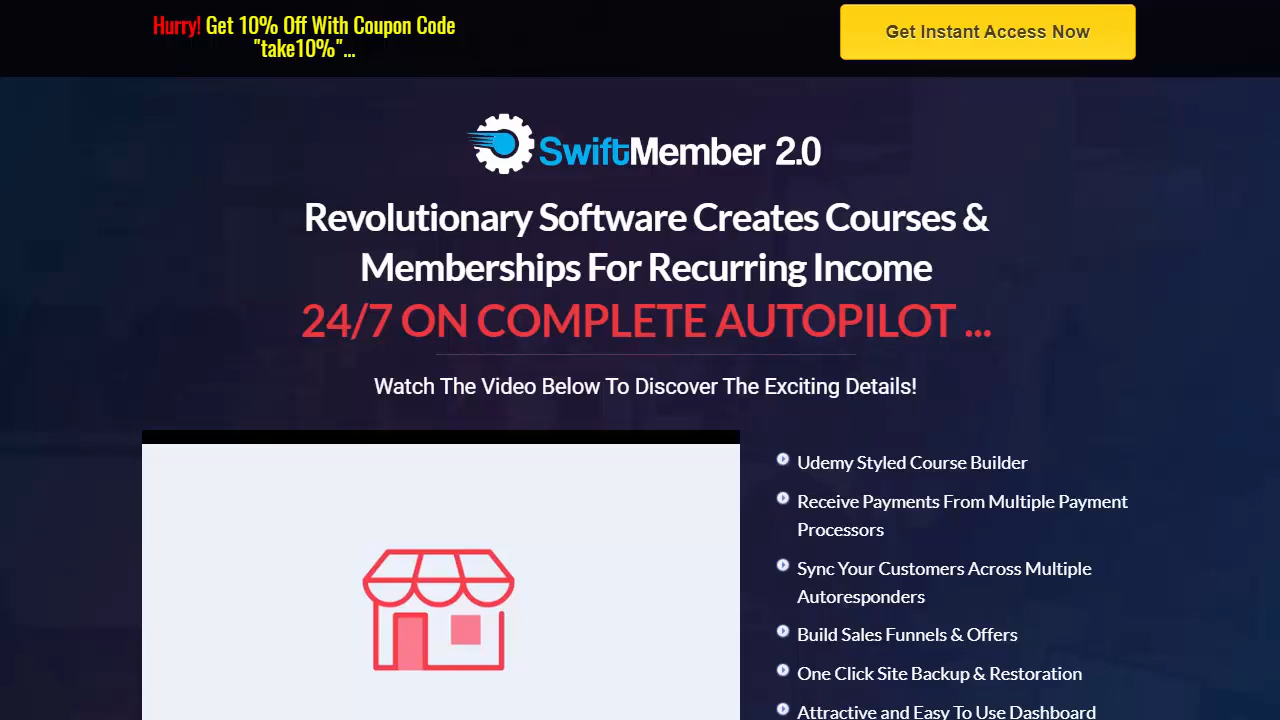 Hurry! Get 10% Off With Coupon Code
"take10%"...
Get Instant Access Now
SwiftMember 2.0
Revolutionary Software Creates Courses &
Memberships For Recurring Income
24/7 ON COMPLETE AUTOPILOT ...
Watch The Video Below To Discover The Exciting Details!
Udemy Styled Course Builder
Receive Payments From Multiple Payment
Processors
Sync Your Customers Across Multiple
Autoresponders
Build Sales Funnels & Offers
One Click Site Backup & Restoration
Attractive and Easy To Use Dashboard